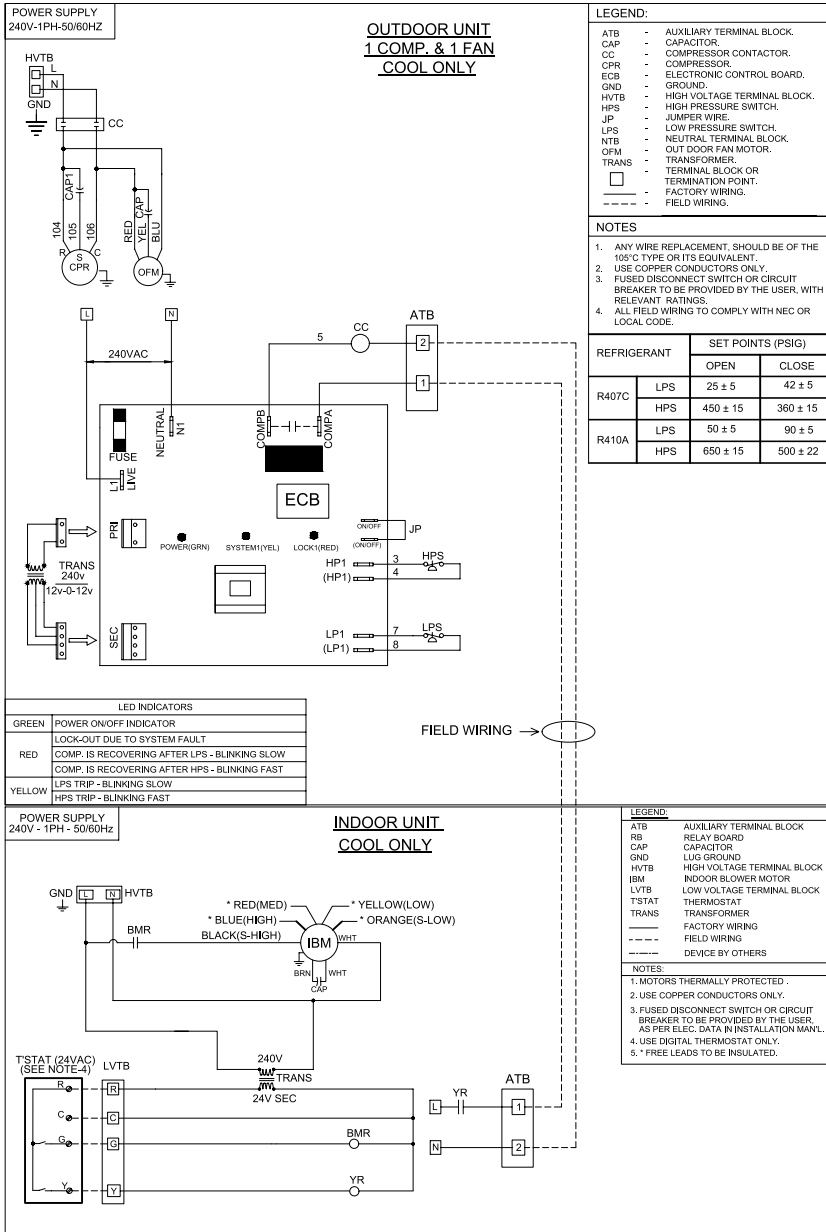 POWER SUPPLY
240V-1PH-50/60HZ
OUTDOOR UNIT
1 COMP. & 1 FAN
COOL ONLY
HVTB
L
N
GND
CC
CAP1
104
105
106
R
S
C
CPR
RED
YEL
CAP
BLU
OFM
L
N
240VAC
5
CC
ATB
2
1
FUSE
NEUTRAL
N1
COMPB
COMPA
L1
LIVE
ECB
PRI
POWER(GRN)
SYSTEM1(YEL)
LOCK1(RED)
ON/OFF
(ON/OFF)
JP
TRANS
240v
12v-0-12v
HP1
3
HPS
(HP1)
4
SEC
LP1
7
LPS
(LP1)
8
LED INDICATORS
GREEN POWER ON/OFF INDICATOR
RED
LOCK-OUT DUE TO SYSTEM FAULT
COMP. IS RECOVERING AFTER LPS - BLINKING SLOW
COMP. IS RECOVERING AFTER HPS - BLINKING FAST
YELLOW
LPS TRIP - BLINKING SLOW
HPS TRIP - BLINKING FAST
FIELD WIRING
LEGEND:
ATB - AUXILIARY TERMINAL BLOCK.
CAP - CAPACITOR.
CC - COMPRESSOR CONTACTOR.
CPR - COMPRESSOR.
ECB - ELECTRONIC CONTROL BOARD.
GND - GROUND.
HVTB - HIGH VOLTAGE TERMINAL BLOCK.
HPS - HIGH PRESSURE SWITCH.
JP - JUMPER WIRE.
LPS - LOW PRESSURE SWITCH.
NTB - NEUTRAL TERMINAL BLOCK.
OFM - OUT DOOR FAN MOTOR.
TRANS - TRANSFORMER.
- TERMINAL BLOCK OR
TERMINATION POINT.
- FACTORY WIRING.
- FIELD WIRING.
NOTES
1. ANY WIRE REPLACEMENT, SHOULD BE OF THE
105°C TYPE OR ITS EQUIVALENT.
2. USE COPPER CONDUCTORS ONLY.
3. FUSED DISCONNECT SWITCH OR CIRCUIT
BREAKER TO BE PROVIDED BY THE USER, WITH
RELEVANT RATINGS.
4. ALL FIELD WIRING TO COMPLY WITH NEC OR
LOCAL CODE.
REFRIGERANT SET POINTS (PSIG)
OPEN CLOSE
R407C LPS 25 ± 5 42 ± 5
HPS 450 ± 15 360 ± 15
R410A LPS 50 ± 5 90 ± 5
HPS 650 ± 15 500 ± 22
POWER SUPPLY
240V - 1PH - 50/60Hz
INDOOR UNIT
COOL ONLY
GND
L
N
HVTB
BMR
* RED(MED)
* YELLOW(LOW)
* BLUE(HIGH)
* ORANGE(S-LOW)
BLACK(S-HIGH)
IBM
WHT
BRN
WHT
CAP
T'STAT (24VAC)
(SEE NOTE-4)
LVTB
240V
TRANS
24V SEC
R
R
C
C
G
G
BMR
Y
Y
YR
L
YR
N
ATB
1
2
LEGEND:
ATB AUXILIARY TERMINAL BLOCK
RB RELAY BOARD
CAP CAPACITOR
GND LUG GROUND
HVTB HIGH VOLTAGE TERMINAL BLOCK
IBM INDOOR BLOWER MOTOR
LVTB LOW VOLTAGE TERMINAL BLOCK
T'STAT THERMOSTAT
TRANS TRANSFORMER
FACTORY WIRING
FIELD WIRING
DEVICE BY OTHERS
NOTES:
1. MOTORS THERMALLY PROTECTED .
2. USE COPPER CONDUCTORS ONLY.
3. FUSED DISCONNECT SWITCH OR CIRCUIT
BREAKER TO BE PROVIDED BY THE USER,
AS PER ELEC. DATA IN INSTALLATION MAN'L.
4. USE DIGITAL THERMOSTAT ONLY.
5. * FREE LEADS TO BE INSULATED.